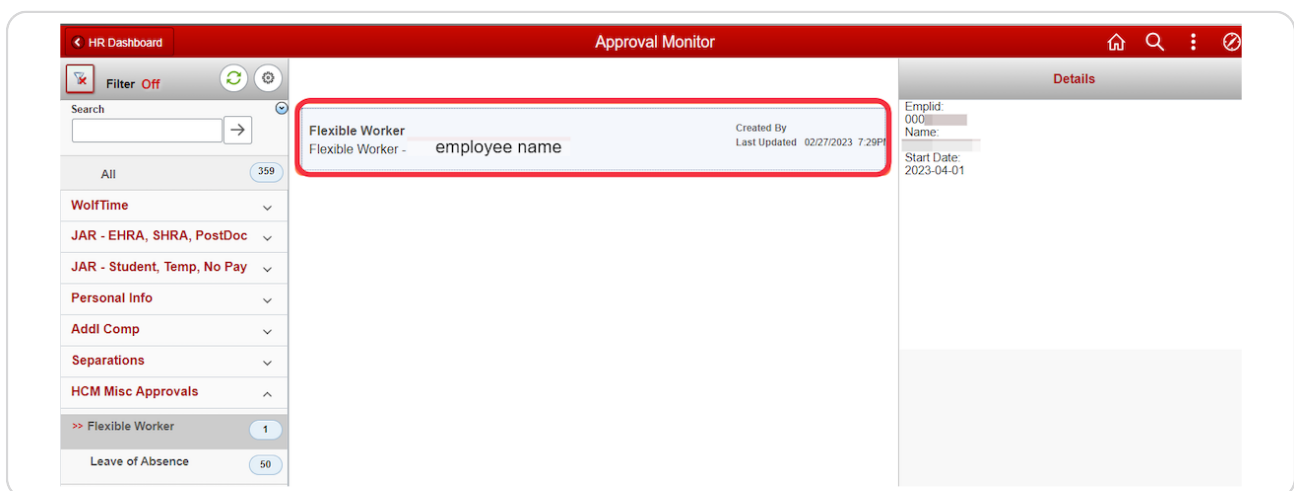 HR Dashboard
Approval Monitor
Filter Off
Details
Search
All 359
WolfTime
JAR - EHRA, SHRA, PostDoc
JAR - Student, Temp, No Pay
Personal Info
Addl Comp
Separations
HCM Misc Approvals
>> Flexible Worker 1
Leave of Absence 50
Flexible Worker
Flexible Worker - employee name
Created By
Last Updated 02/27/2023 7:29PM
Emplid:
000
Name:
Start Date:
2023-04-01